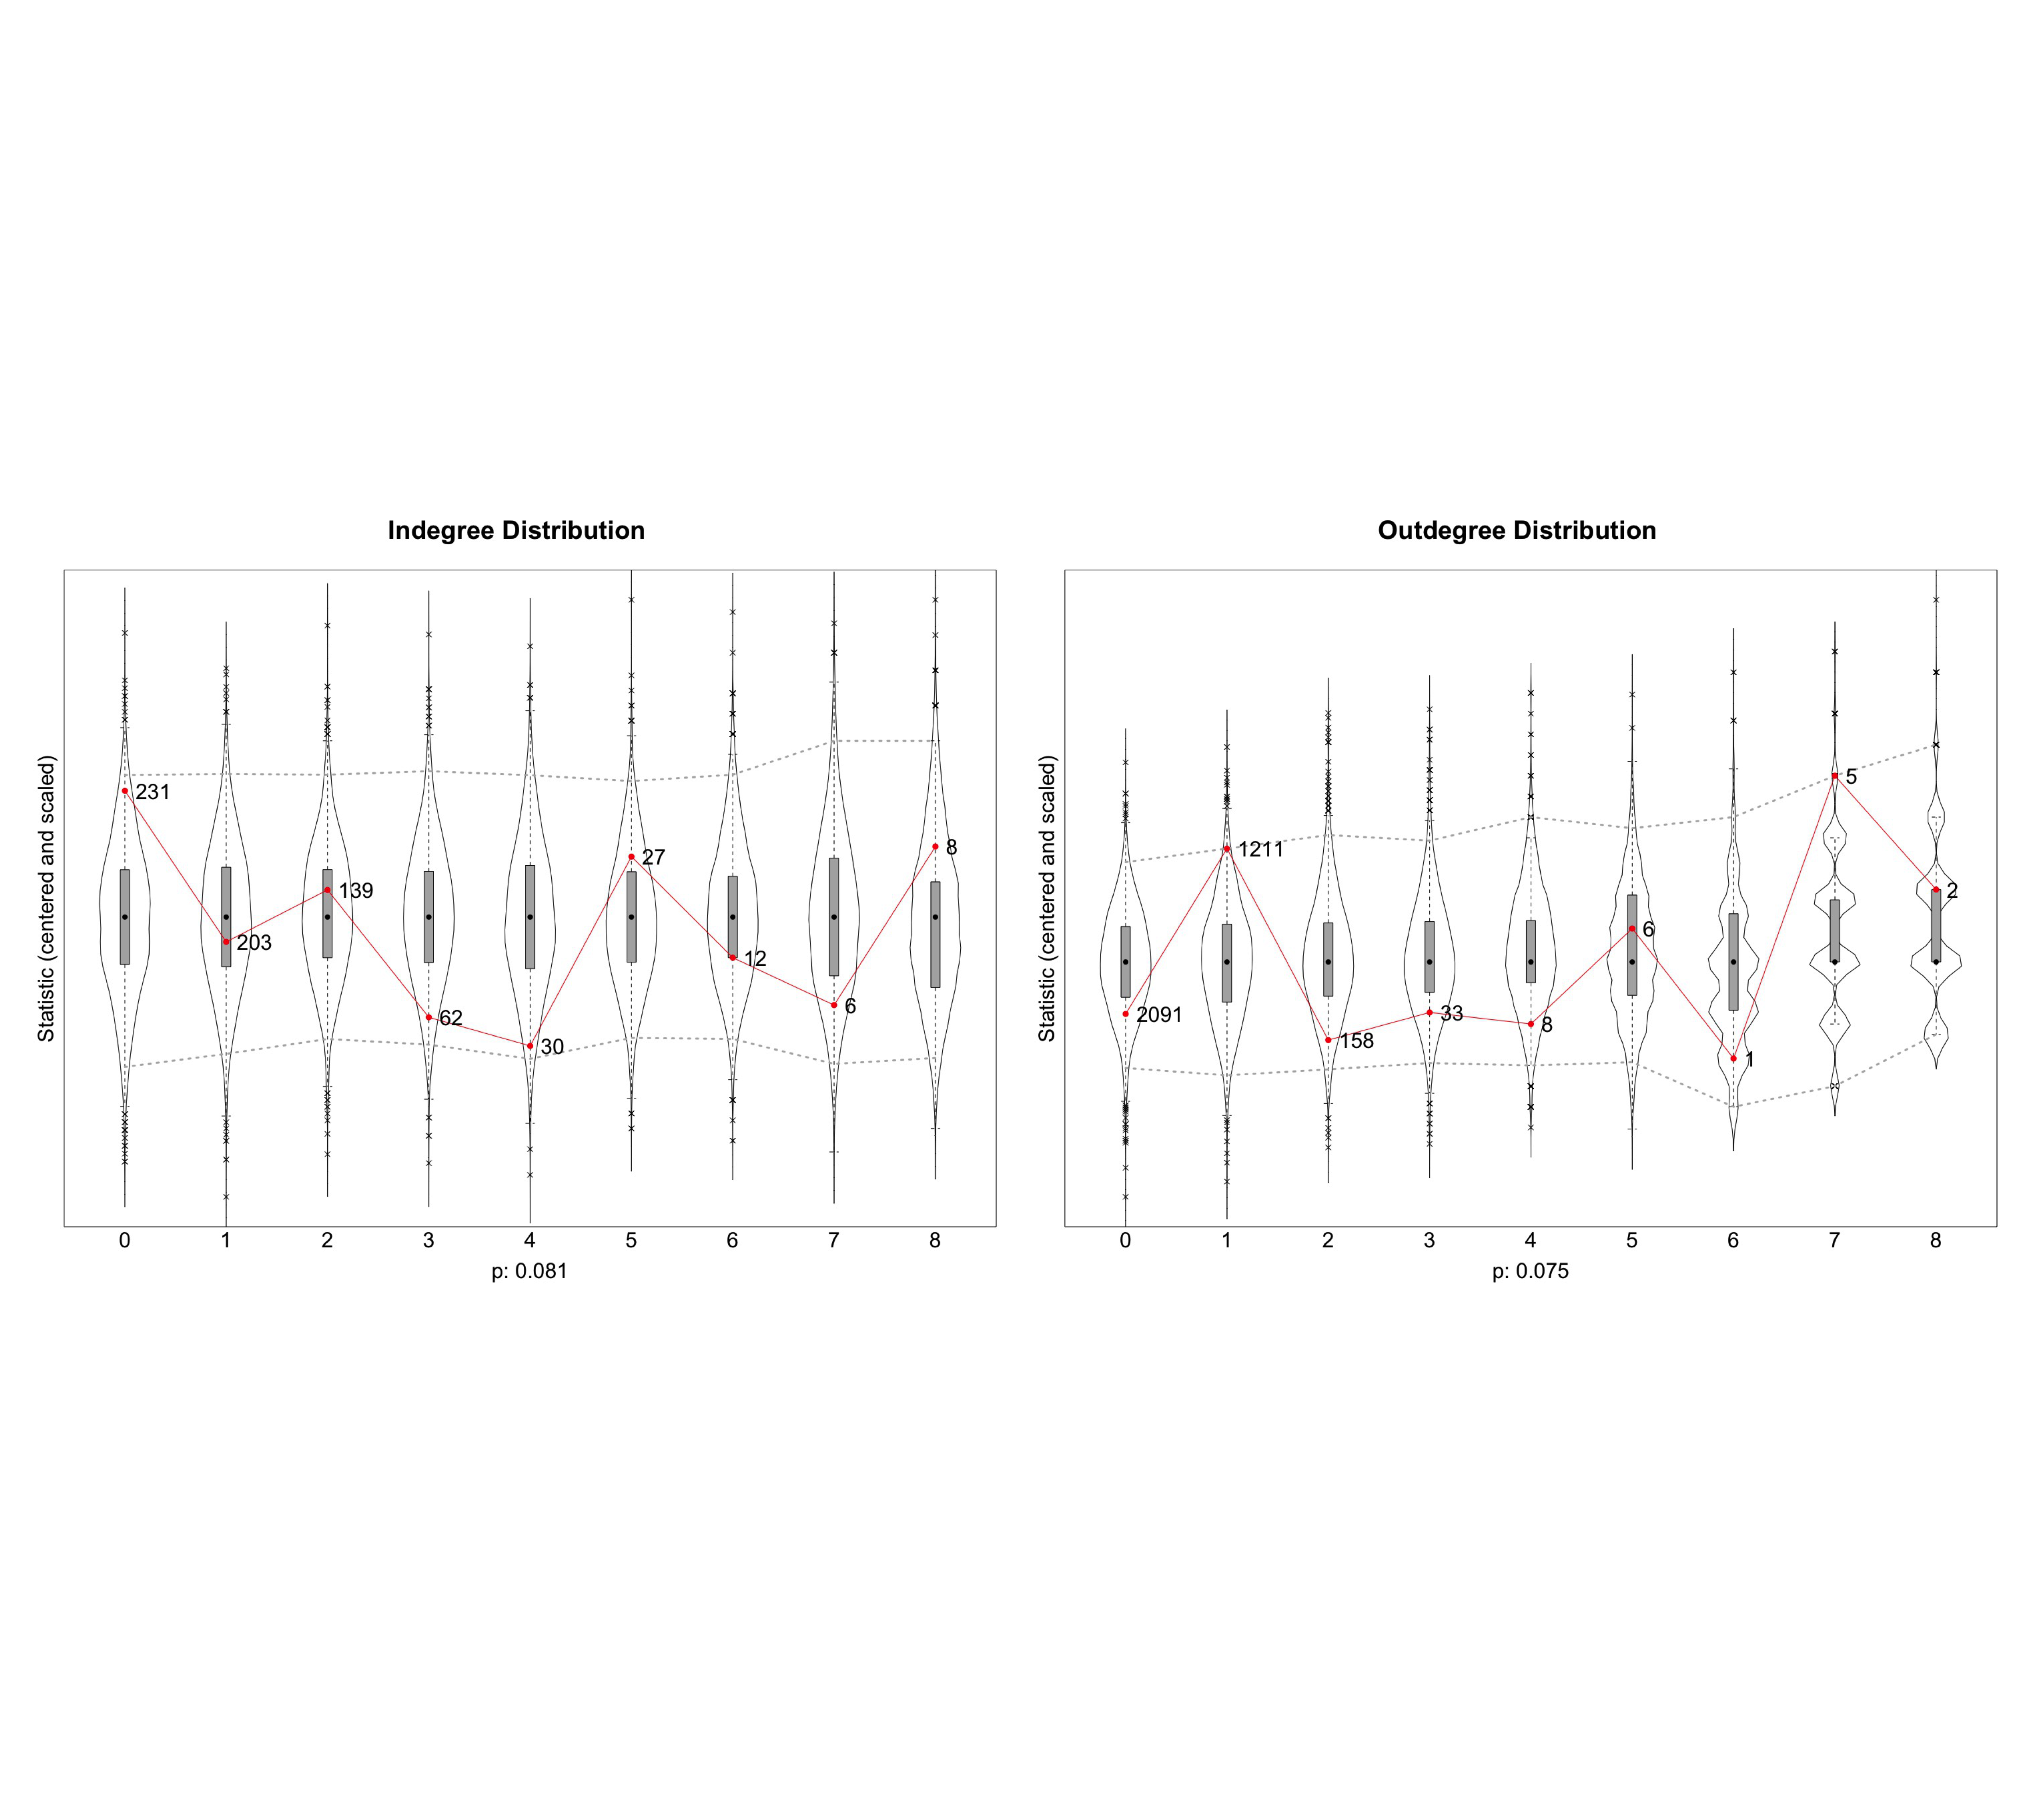 Indegree Distribution
Statistic (centered and scaled)
231
203
139
62
30
27
12
6
8
0 1 2 3 4 5 6 7 8
p: 0.081
Outdegree Distribution
Statistic (centered and scaled)
2091
1211
158
33
8
6
1
5
2
0 1 2 3 4 5 6 7 8
p: 0.075